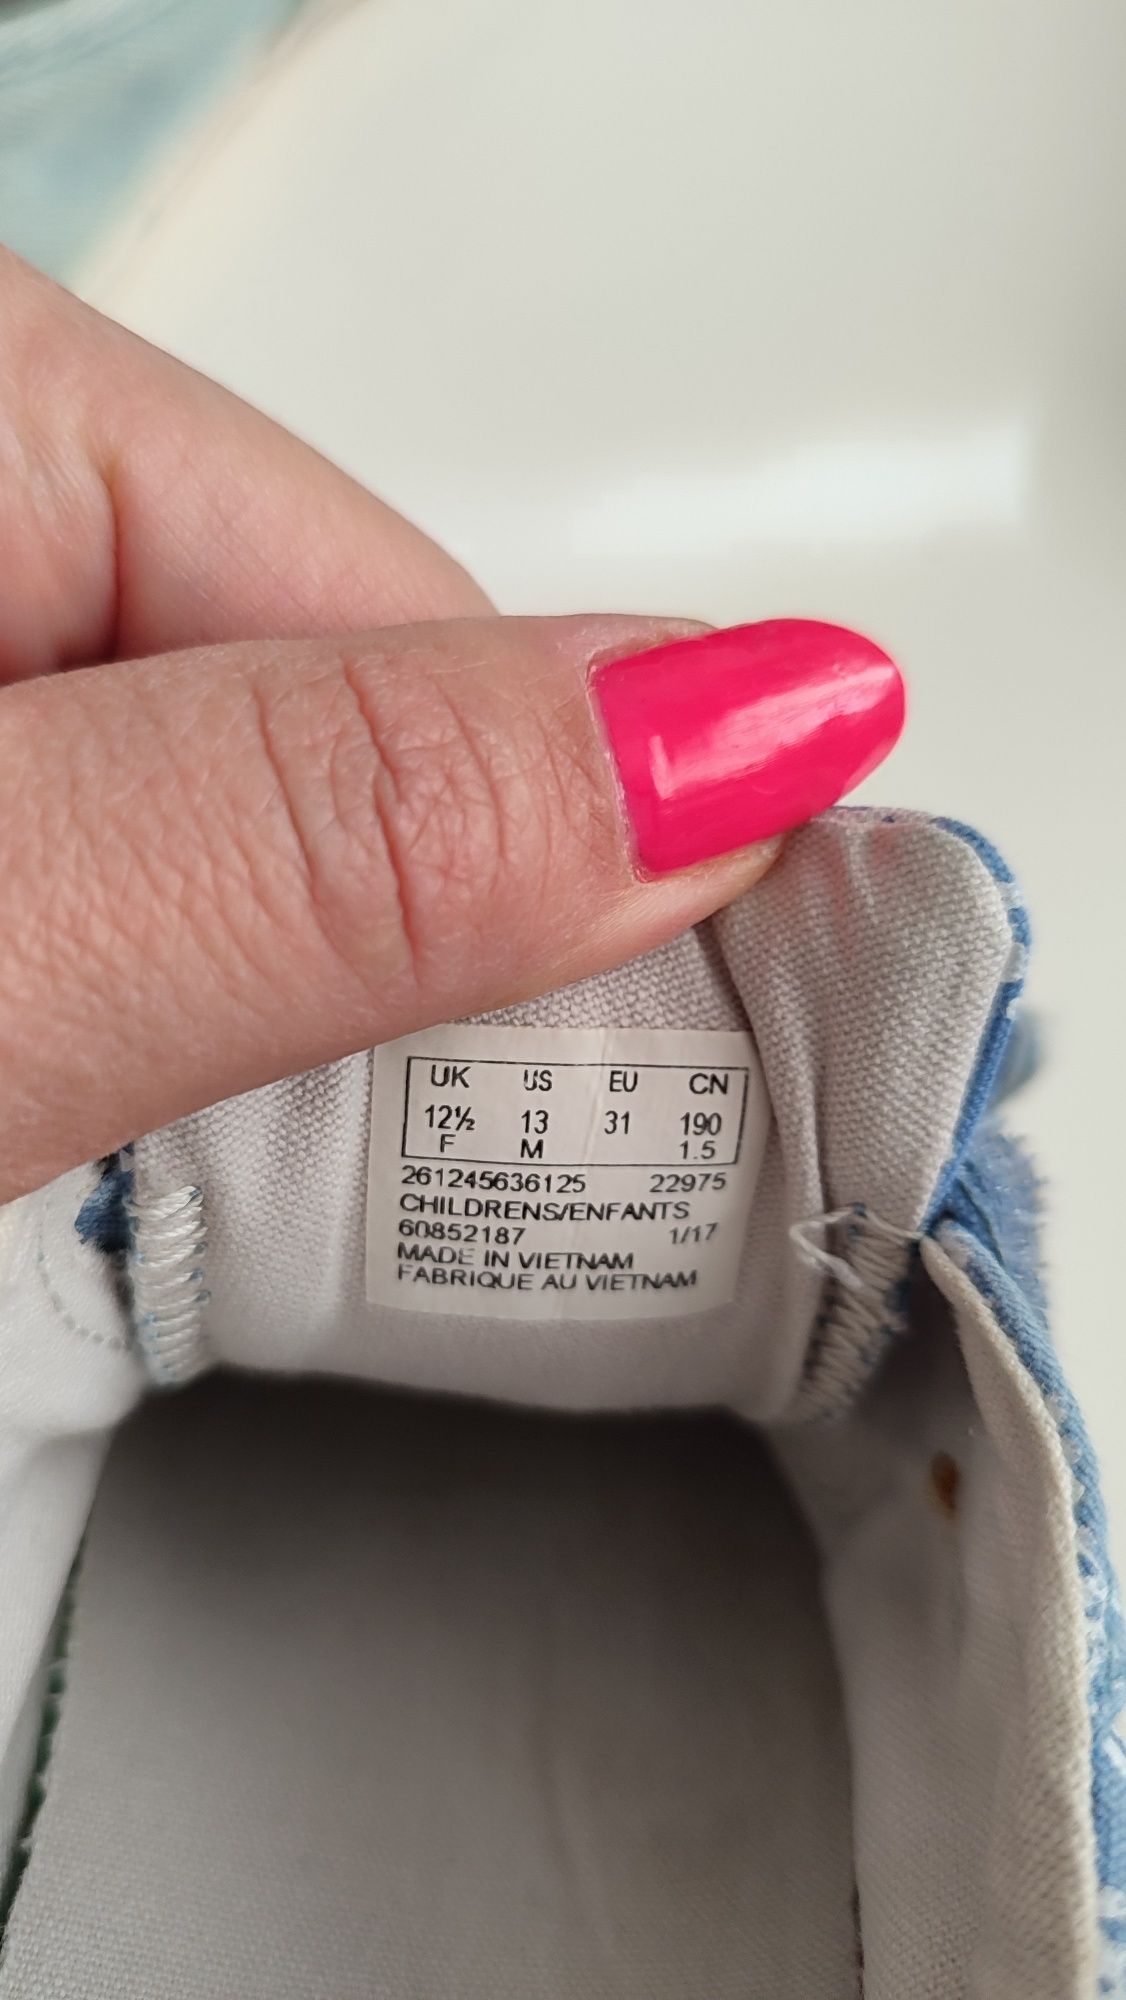 UK US EU CN
12½ 13 31 190
F M 1.5
261245636125 22975
CHILDRENS/ENFANTS
60852187 1/17
MADE IN VIETNAM
FABRIQUE AU VIETNAM